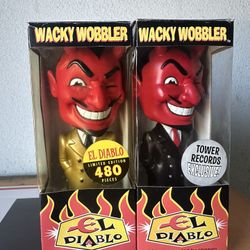 WACKY WOBBLER
WACKY WOBBLER
EL DIABLO
LIMITED EDITION
480
PIECES
TOWER
RECORDS
EXCLUSIVE!
EL
DIABLO
EL
DIABLO